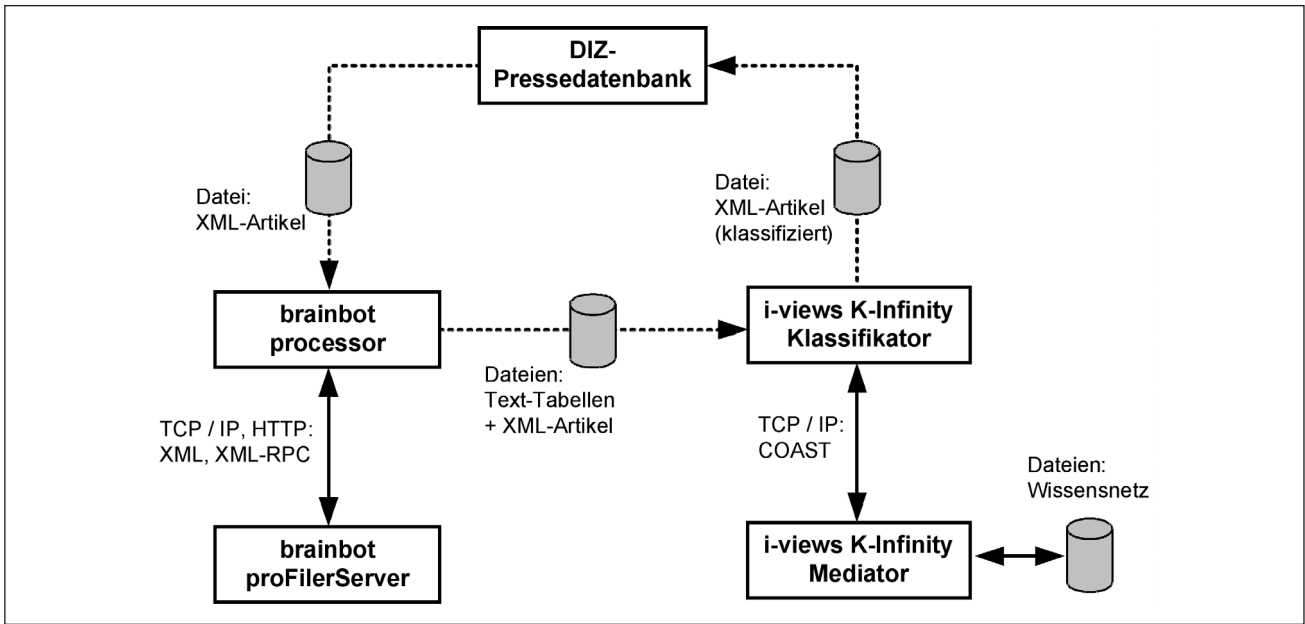 DIZ-
Pressedatenbank
Datei:
XML-Artikel
Datei:
XML-Artikel
(klassifiziert)
brainbot
processor
i-views K-Infinity
Klassifikator
Dateien:
Text-Tabellen
+ XML-Artikel
TCP / IP, HTTP:
XML, XML-RPC
TCP / IP:
COAST
Dateien:
Wissensnetz
brainbot
proFilerServer
i-views K-Infinity
Mediator